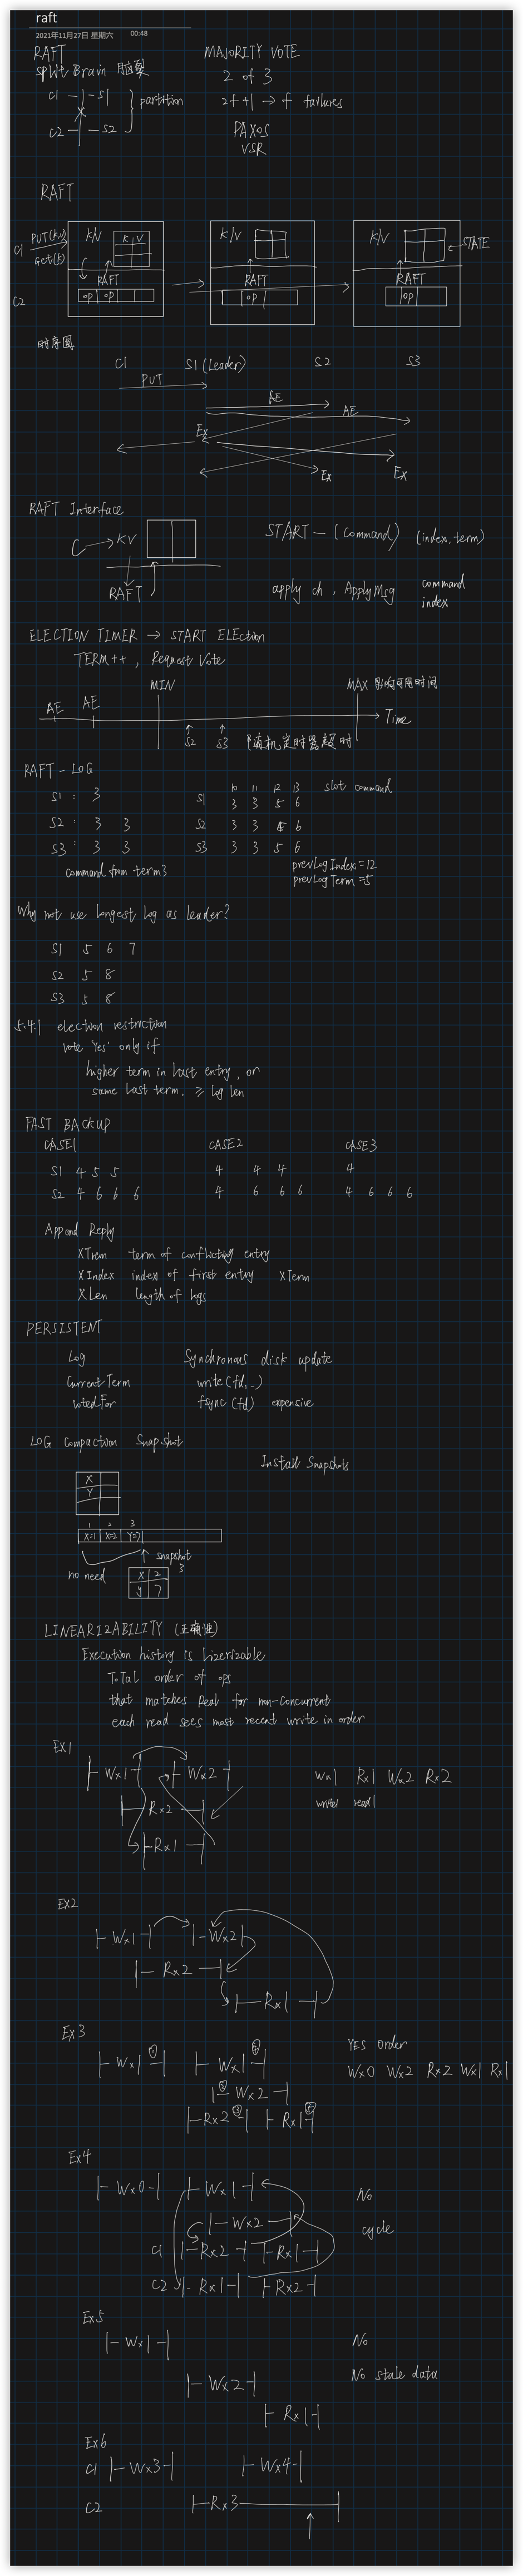 raft
2021年11月27日 星期六 00:48
RAFT
Split Brain 脑裂
C1 S1
C2 S2
partition
MAJORITY VOTE
2 of 3
2f+1 → f failures
PAXOS
VSR
RAFT
C1 PUT(k,v)
Get(k)
C2
K/V K V
RAFT
op op
K/V
RAFT
op
K/V
← STATE
RAFT
op
时序图
C1 S1 (Leader) S2 S3
PUT
AE
AE
Ex
Ex
Ex
RAFT Interface
C → KV
RAFT
START – (command) (index, term)
apply ch, ApplyMsg command
index
ELECTION TIMER → START ELection
TERM++, Request Vote
MIN
MAX 影响可用时间
AE AE
Time
S2 S3 随机定时器超时
RAFT – LOG
S1 : 3
S2 : 3 3
S3 : 3 3
command from term3
10 11 12 13 slot command
S1 3 3 5 6
S2 3 3 5 6
S3 3 3 5 6
prevLogIndex=12
prevLogTerm=5
Why not use longest log as leader?
S1 5 6 7
S2 5 8
S3 5 8
5.4.1 election restriction
vote 'Yes' only if
higher term in last entry, or
same last term, ≥ log len
FAST BACKUP
CASE1 CASE2 CASE3
S1 4 5 5 4 4 4 4
S2 4 6 6 6 4 6 6 6 4 6 6 6
Append Reply
XTrem term of conflicting entry
XIndex index of first entry XTerm
XLen length of logs
PERSISTENT
Log Synchronous disk update
CurrentTerm write(fd,_)
votedFor fsync(fd) expensive
LOG Compaction Snapshot
Install Snapshots
X
Y
1 2 3
X=1 X=2 Y=7
no need
snapshot
3
X 2
Y 7
LINEARIZABILITY (正确性)
Execution history is lizerizable
ToTal order of ops
that matches Real for non-concurrent
each read sees most recent write in order
Ex1
Wx1 Wx2
Rx2
Rx1
Wx1 Rx1 Wx2 Rx2
write1 read1
Ex2
Wx1 Wx2
Rx2
Rx1
Ex3
Wx1 Wx1
Wx2
Rx2 Rx1
YES order
Wx0 Wx2 Rx2 Wx1 Rx1
Ex4
Wx0 Wx1
Wx2
C1 Rx2 Rx1
C2 Rx1 Rx2
No
cycle
Ex5
Wx1
Wx2
Rx1
No
No stale data
Ex6
C1 Wx3 Wx4
C2 Rx3